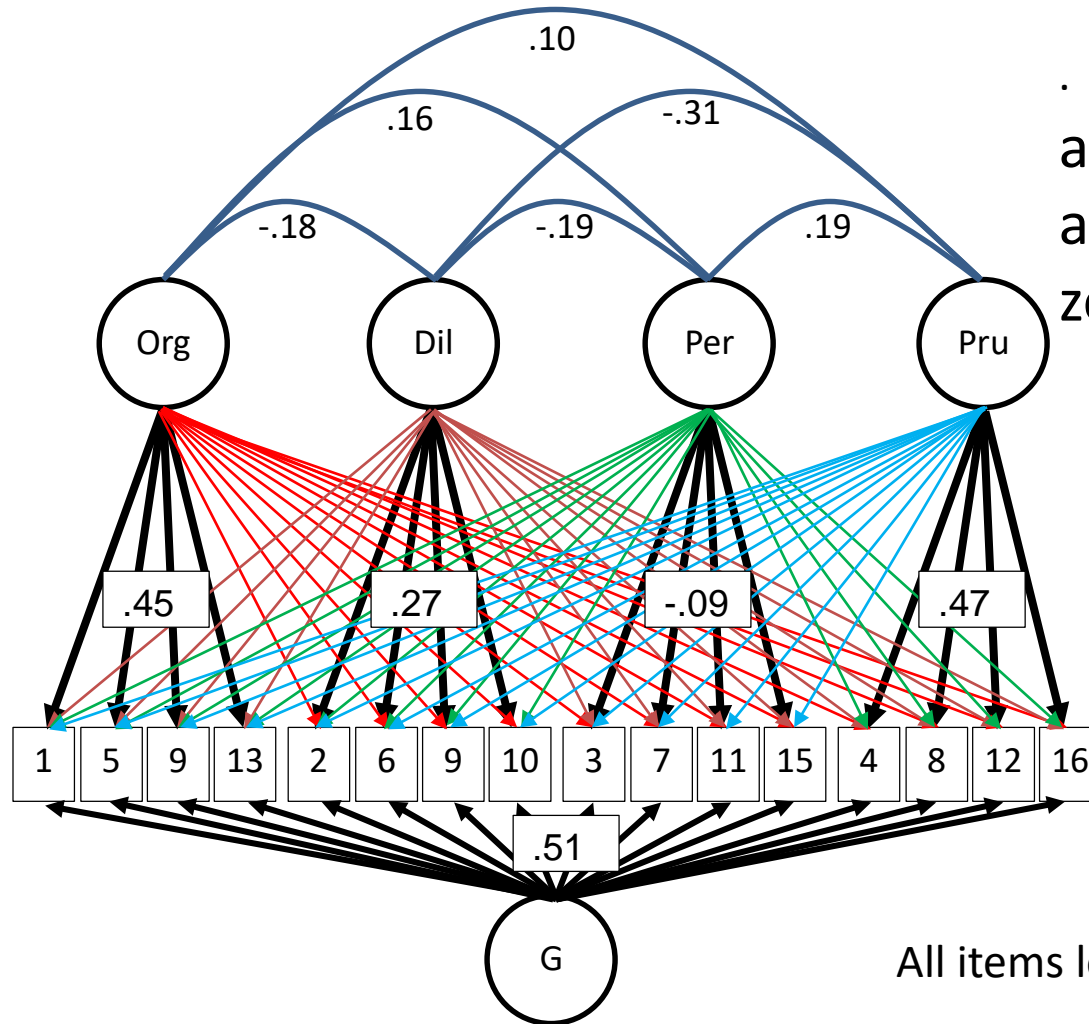 .10
.
.16 -.31
a
a
-.18 -.19 .19
Org Dil Per Pru
.45 .27 -.09 .47
1 5 9 13 2 6 9 10 3 7 11 15 4 8 12 16
.51
G
All items